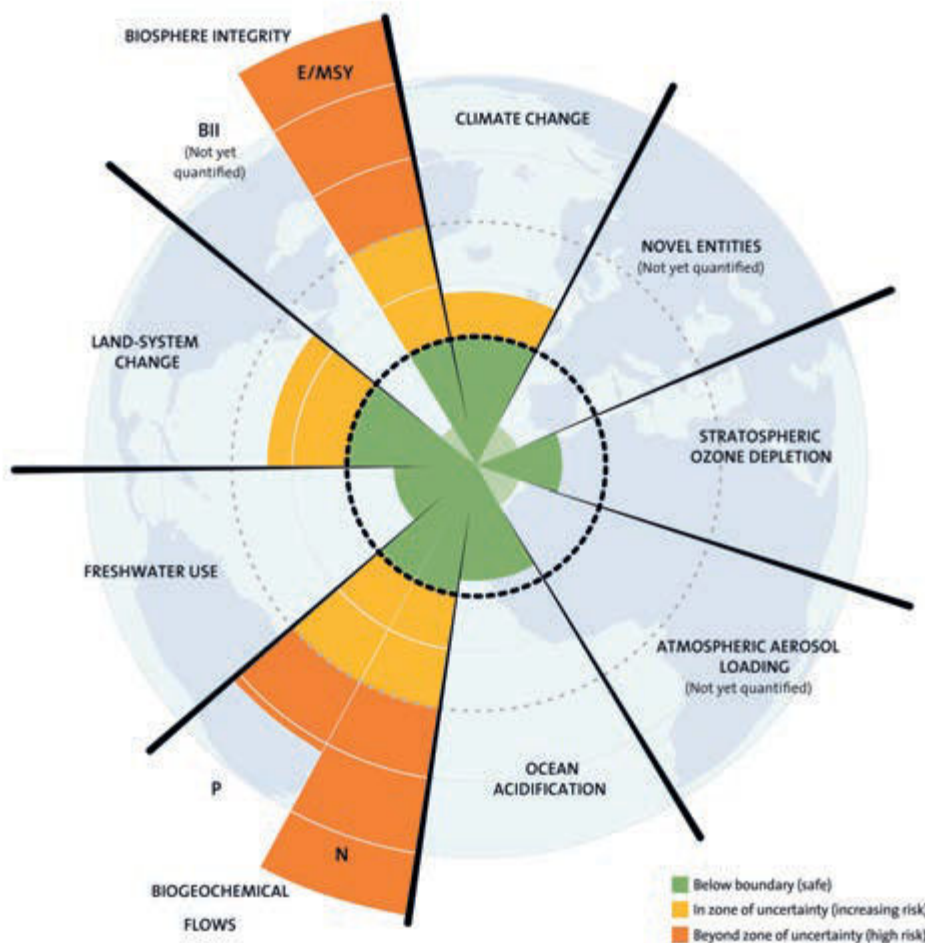 BIOSPHERE INTEGRITY
E/MSY
BII
(Not yet
quantified)
CLIMATE CHANGE
NOVEL ENTITIES
(Not yet quantified)
LAND-SYSTEM
CHANGE
STRATOSPHERIC
OZONE DEPLETION
FRESHWATER USE
ATMOSPHERIC AEROSOL
LOADING
(Not yet quantified)
OCEAN
ACIDIFICATION
P
N
BIOGEOCHEMICAL
FLOWS
Below boundary (safe)
In zone of uncertainty (increasing risk)
Beyond zone of uncertainty (high risk)